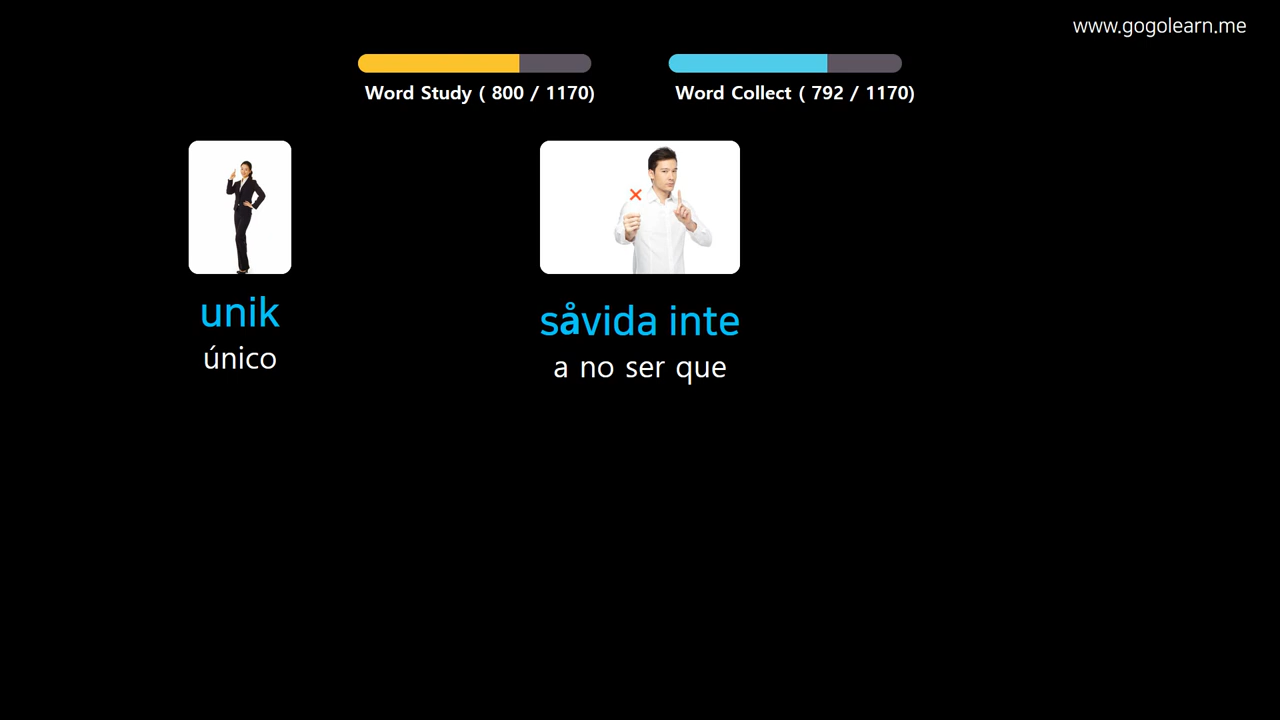 www.gogolearn.me
Word Study ( 800 / 1170)
Word Collect ( 792 / 1170)
unik
único
såvida inte
a no ser que